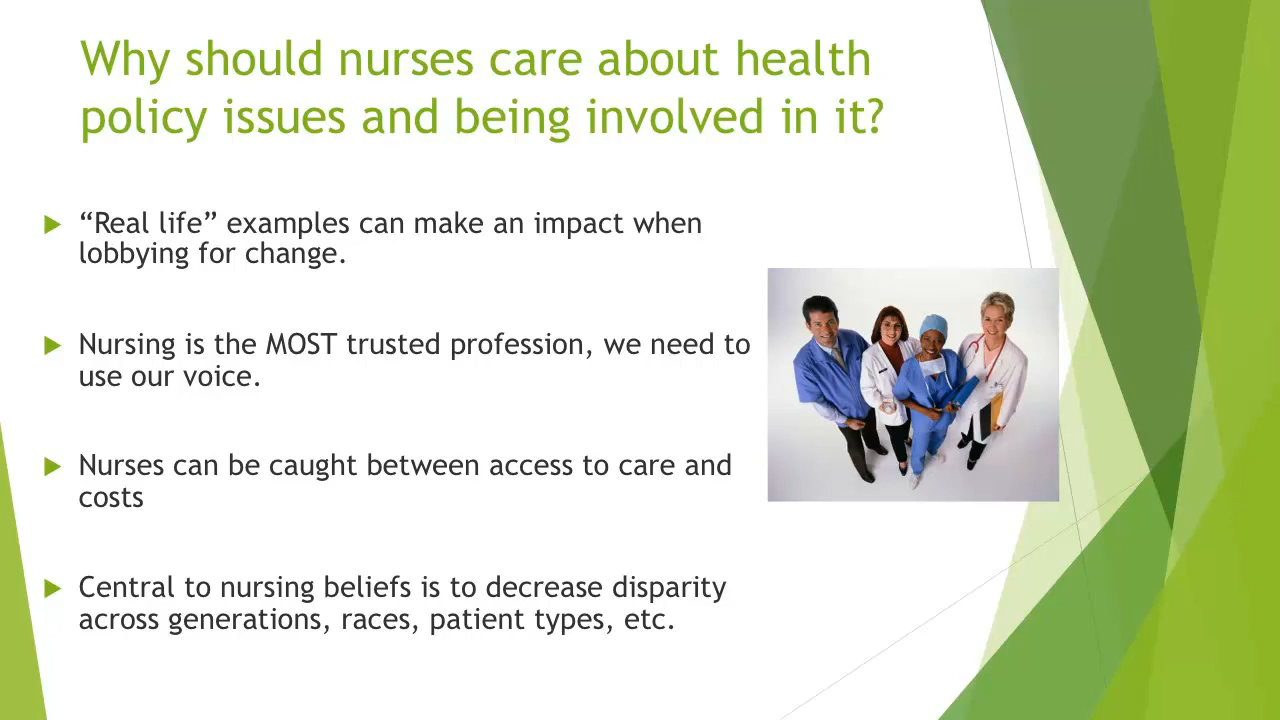 Why should nurses care about health
policy issues and being involved in it?
“Real life” examples can make an impact when
lobbying for change.
Nursing is the MOST trusted profession, we need to
use our voice.
Nurses can be caught between access to care and
costs
Central to nursing beliefs is to decrease disparity
across generations, races, patient types, etc.